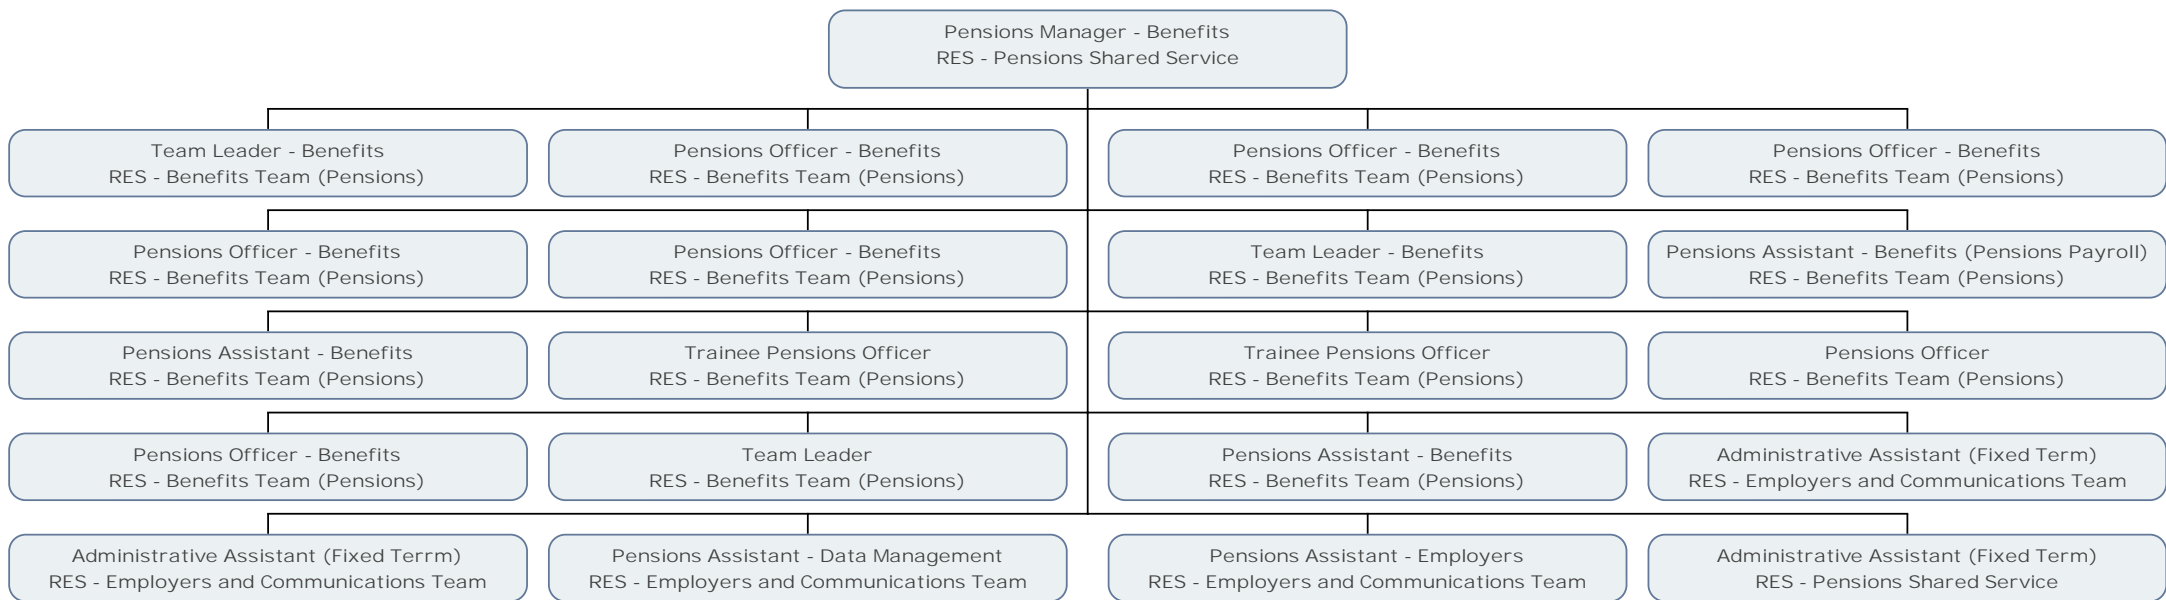 Pensions Manager - Benefits
RES - Pensions Shared Service
Team Leader - Benefits
RES - Benefits Team (Pensions)
Pensions Officer - Benefits
RES - Benefits Team (Pensions)
Pensions Officer - Benefits
RES - Benefits Team (Pensions)
Pensions Officer - Benefits
RES - Benefits Team (Pensions)
Pensions Officer - Benefits
RES - Benefits Team (Pensions)
Pensions Officer - Benefits
RES - Benefits Team (Pensions)
Team Leader - Benefits
RES - Benefits Team (Pensions)
Pensions Assistant - Benefits (Pensions Payroll)
RES - Benefits Team (Pensions)
Pensions Assistant - Benefits
RES - Benefits Team (Pensions)
Trainee Pensions Officer
RES - Benefits Team (Pensions)
Trainee Pensions Officer
RES - Benefits Team (Pensions)
Pensions Officer
RES - Benefits Team (Pensions)
Pensions Officer - Benefits
RES - Benefits Team (Pensions)
Team Leader
RES - Benefits Team (Pensions)
Pensions Assistant - Benefits
RES - Benefits Team (Pensions)
Administrative Assistant (Fixed Term)
RES - Employers and Communications Team
Administrative Assistant (Fixed Terrm)
RES - Employers and Communications Team
Pensions Assistant - Data Management
RES - Employers and Communications Team
Pensions Assistant - Employers
RES - Employers and Communications Team
Administrative Assistant (Fixed Term)
RES - Pensions Shared Service